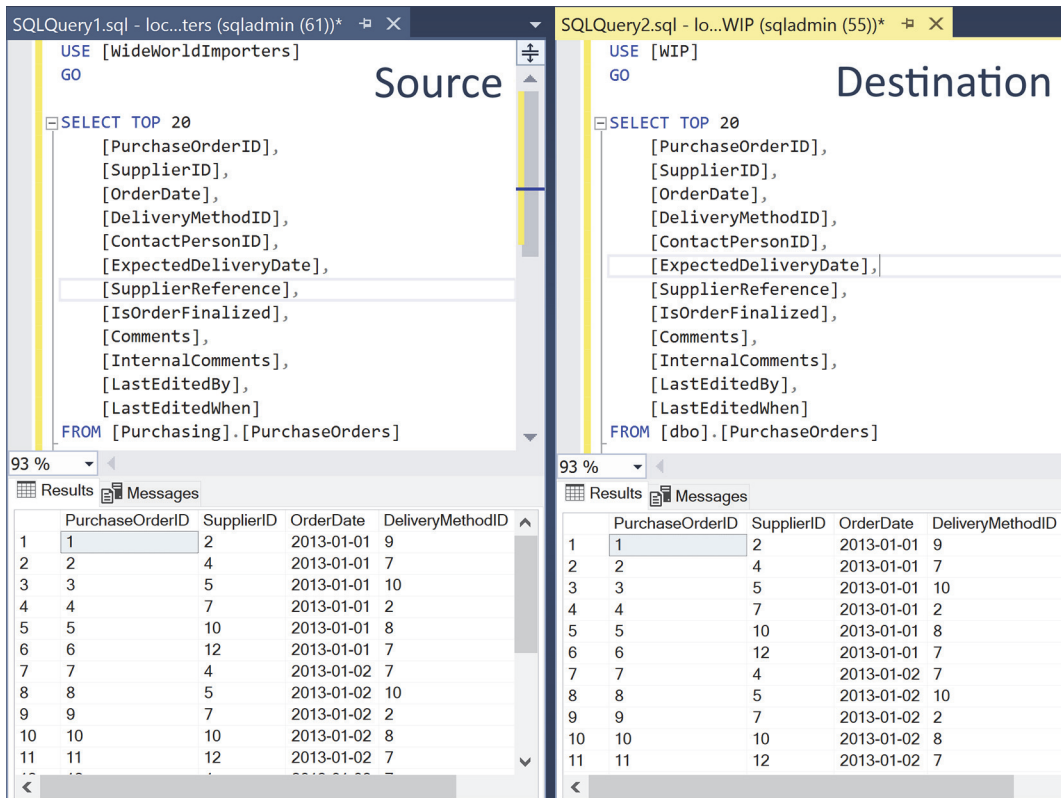 SQLQuery1.sql - loc...ters (sqladmin (61))*
USE [WideWorldImporters]
GO
Source
SELECT TOP 20
[PurchaseOrderID],
[SupplierID],
[OrderDate],
[DeliveryMethodID],
[ContactPersonID],
[ExpectedDeliveryDate],
[SupplierReference],
[IsOrderFinalized],
[Comments],
[InternalComments],
[LastEditedBy],
[LastEditedWhen]
FROM [Purchasing].[PurchaseOrders]
93 %
Results Messages
PurchaseOrderID SupplierID OrderDate DeliveryMethodID
1 1 2 2013-01-01 9
2 2 4 2013-01-01 7
3 3 5 2013-01-01 10
4 4 7 2013-01-01 2
5 5 10 2013-01-01 8
6 6 12 2013-01-01 7
7 7 4 2013-01-02 7
8 8 5 2013-01-02 10
9 9 7 2013-01-02 2
10 10 10 2013-01-02 8
11 11 12 2013-01-02 7
SQLQuery2.sql - lo...WIP (sqladmin (55))*
USE [WIP]
GO
Destination
SELECT TOP 20
[PurchaseOrderID],
[SupplierID],
[OrderDate],
[DeliveryMethodID],
[ContactPersonID],
[ExpectedDeliveryDate],
[SupplierReference],
[IsOrderFinalized],
[Comments],
[InternalComments],
[LastEditedBy],
[LastEditedWhen]
FROM [dbo].[PurchaseOrders]
93 %
Results Messages
PurchaseOrderID SupplierID OrderDate DeliveryMethodID
1 1 2 2013-01-01 9
2 2 4 2013-01-01 7
3 3 5 2013-01-01 10
4 4 7 2013-01-01 2
5 5 10 2013-01-01 8
6 6 12 2013-01-01 7
7 7 4 2013-01-02 7
8 8 5 2013-01-02 10
9 9 7 2013-01-02 2
10 10 10 2013-01-02 8
11 11 12 2013-01-02 7